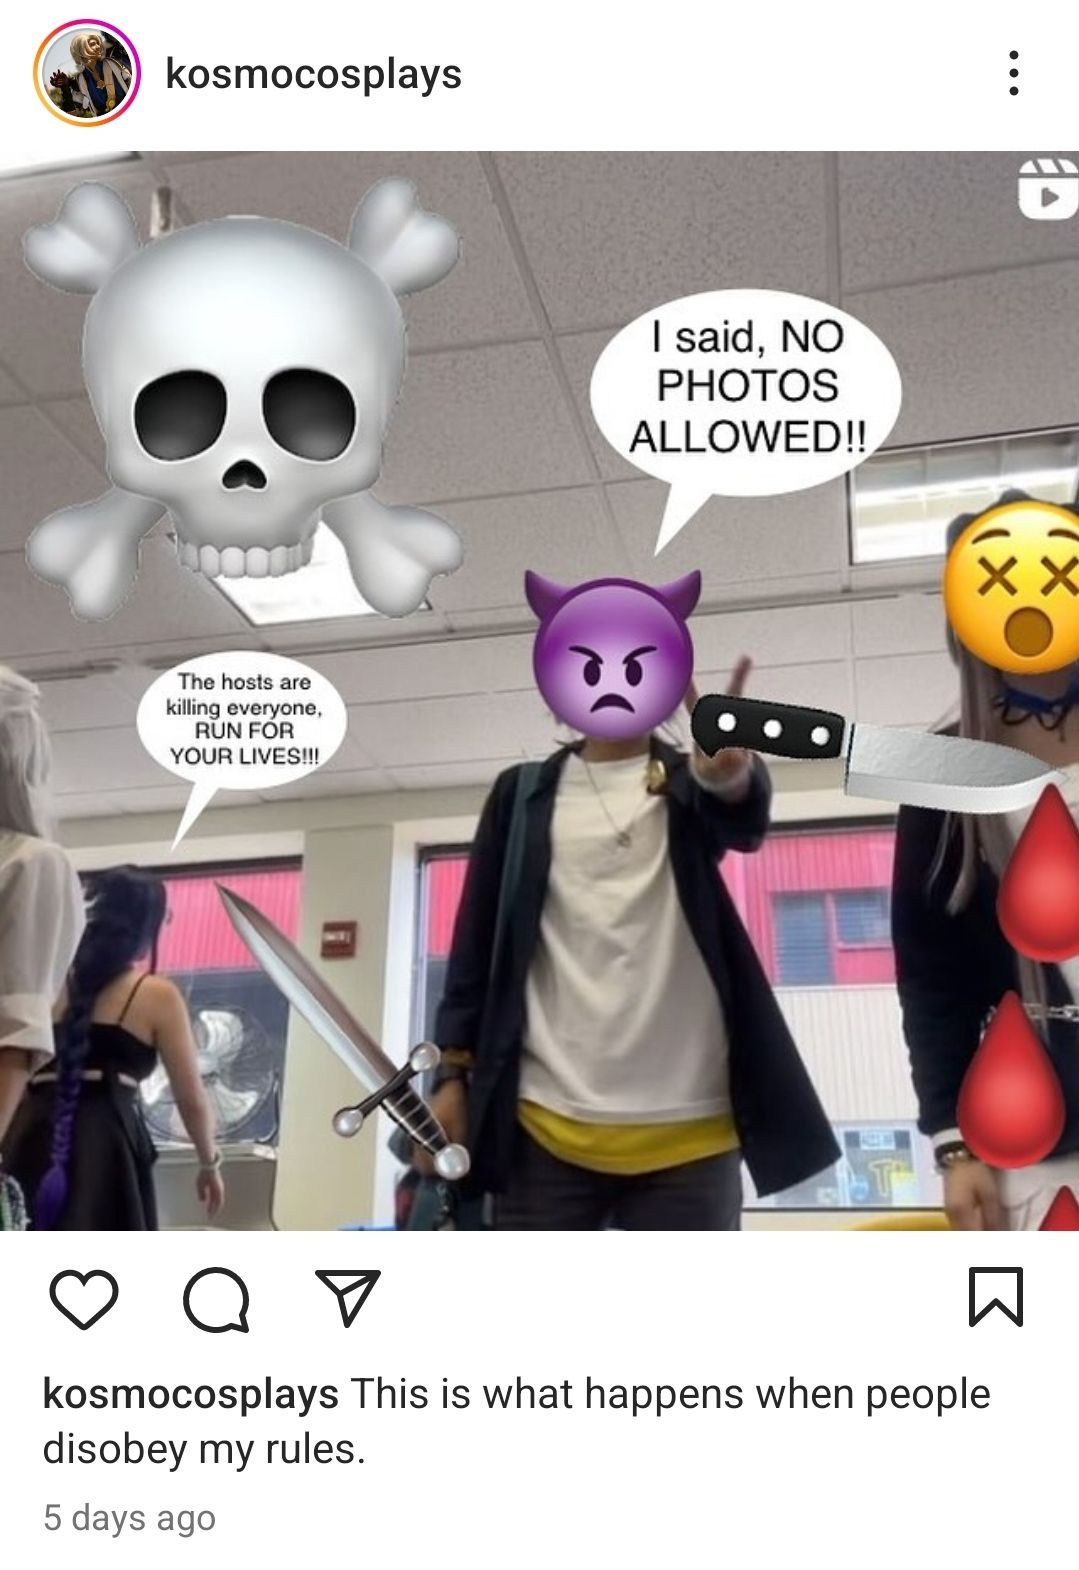 kosmocosplays
I said, NO
PHOTOS
ALLOWED!!
The hosts are
killing everyone,
RUN FOR
YOUR LIVES!!!
kosmocosplays This is what happens when people
disobey my rules.
5 days ago